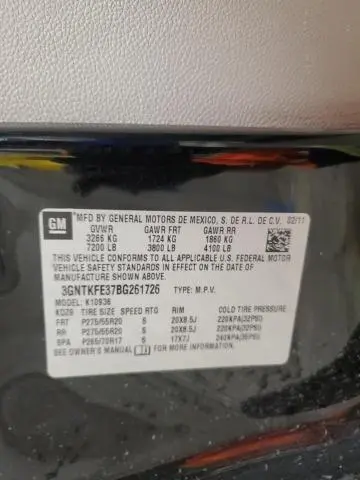 GM
MFD BY GENERAL MOTORS DE MEXICO, S. DE R.L. DE C.V. 02/11
GVWR GAWR FRT GAWR RR
3266 KG 1724 KG 1860 KG
7200 LB 3800 LB 4100 LB
THIS VEHICLE CONFORMS TO ALL APPLICABLE U.S. FEDERAL MOTOR
VEHICLE SAFETY STANDARDS IN EFFECT ON THE DATE OF
MANUFACTURE SHOWN ABOVE.
3GNTKFE37BG261726 TYPE: M.P.V.
MODEL: K10936
TIRE SIZE SPEED RTG RIM COLD TIRE PRESSURE
FRT P275/55R20 S 20X8.5J 220KPA(32PSI)
RR P275/55R20 S 20X8.5J 220KPA(32PSI)
SPA P265/70R17 S 17X7J 240KPA(35PSI)
SEE OWNER'S MANUAL FOR MORE INFORMATION.